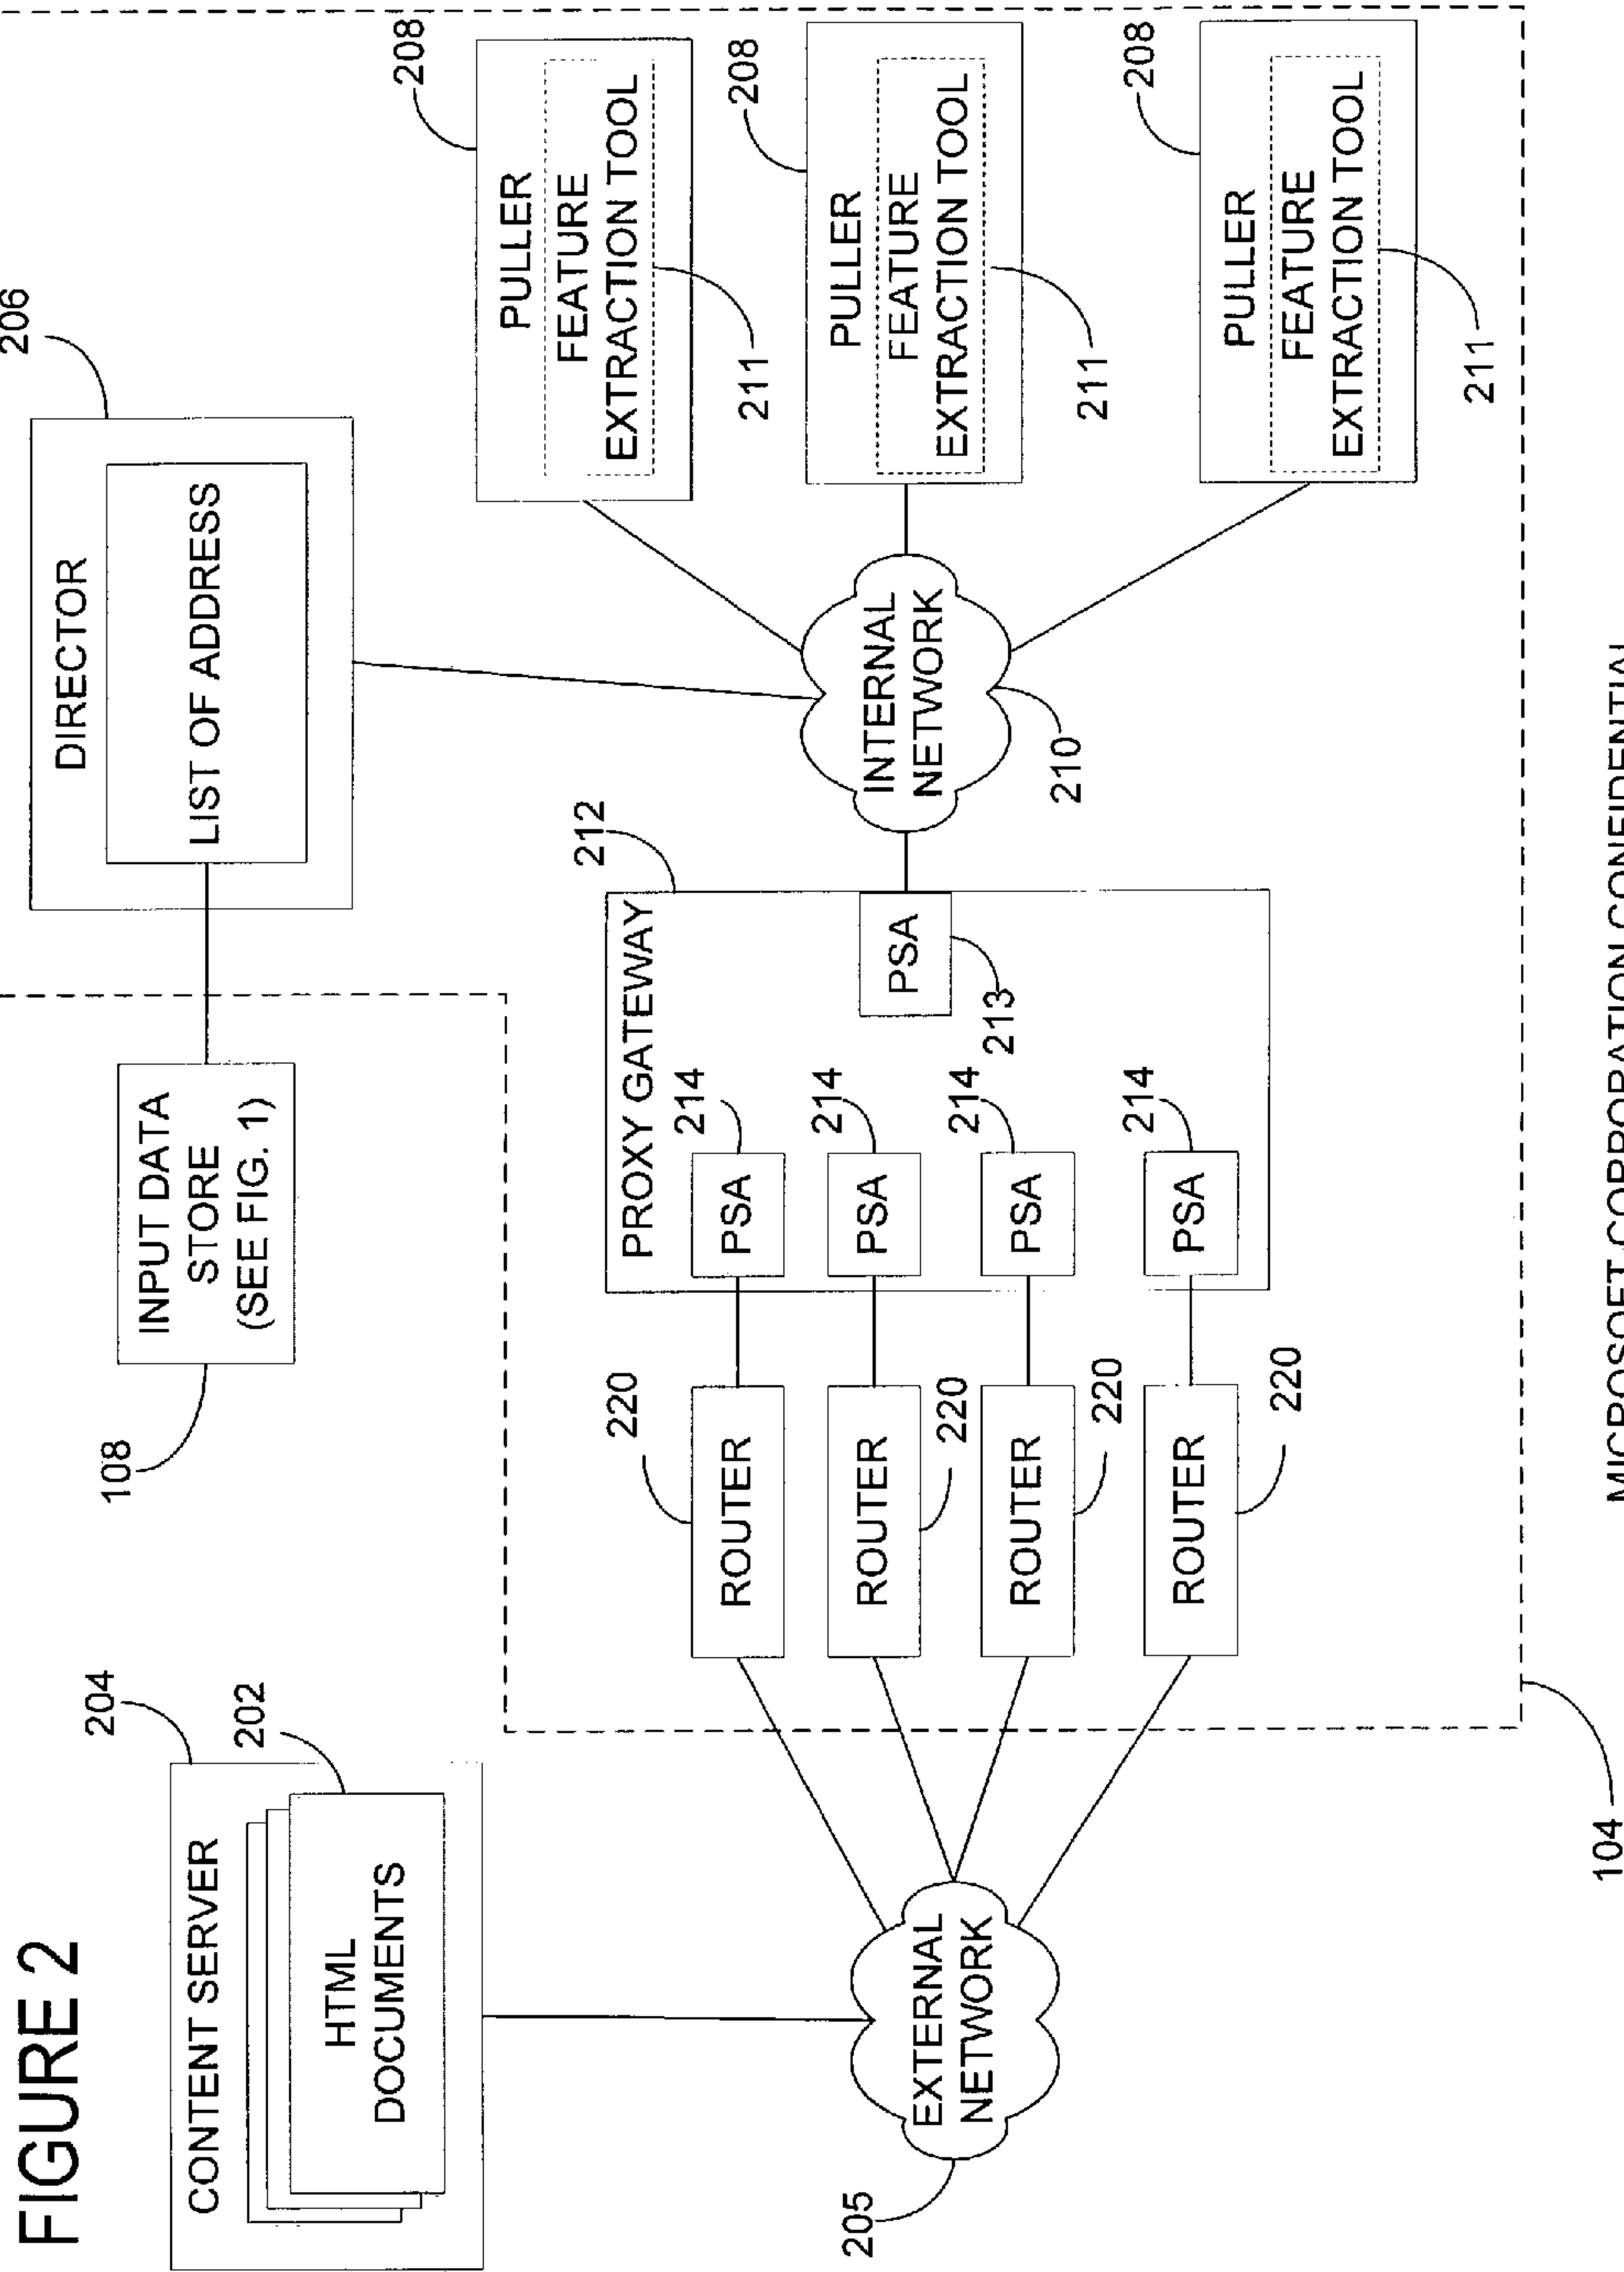 FIGURE 2
CONTENT SERVER
204
HTML
DOCUMENTS
202
INPUT DATA
STORE
(SEE FIG. 1)
108
DIRECTOR
LIST OF ADDRESS
206
PULLER
FEATURE
EXTRACTION TOOL
208
211
PULLER
FEATURE
EXTRACTION TOOL
208
211
PULLER
FEATURE
EXTRACTION TOOL
208
211
EXTERNAL
NETWORK
205
ROUTER
220
ROUTER
220
ROUTER
220
ROUTER
220
PROXY GATEWAY
212
PSA
214
PSA
214
PSA
214
PSA
214
PSA
213
INTERNAL
NETWORK
210
104
MICROSOFT CORPORATION CONFIDENTIAL